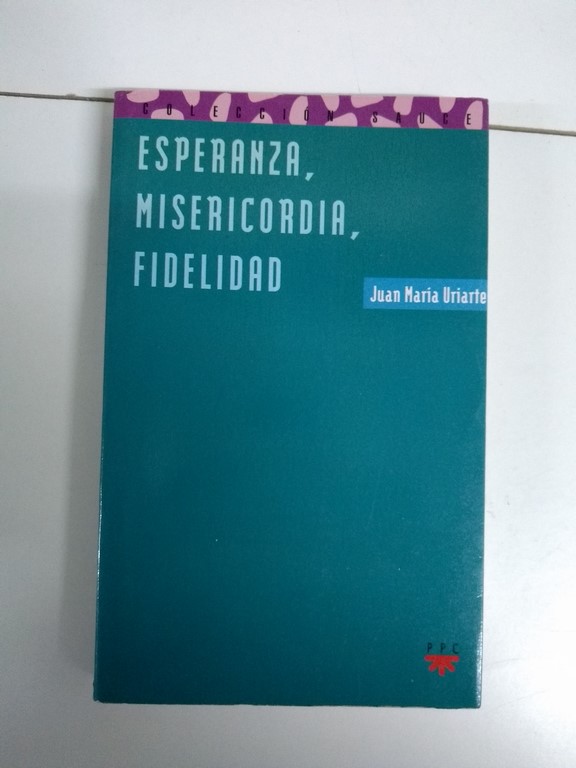 COLECCIÓN SAUCE
ESPERANZA,
MISERICORDIA,
FIDELIDAD
Juan María Uriarte
PPC